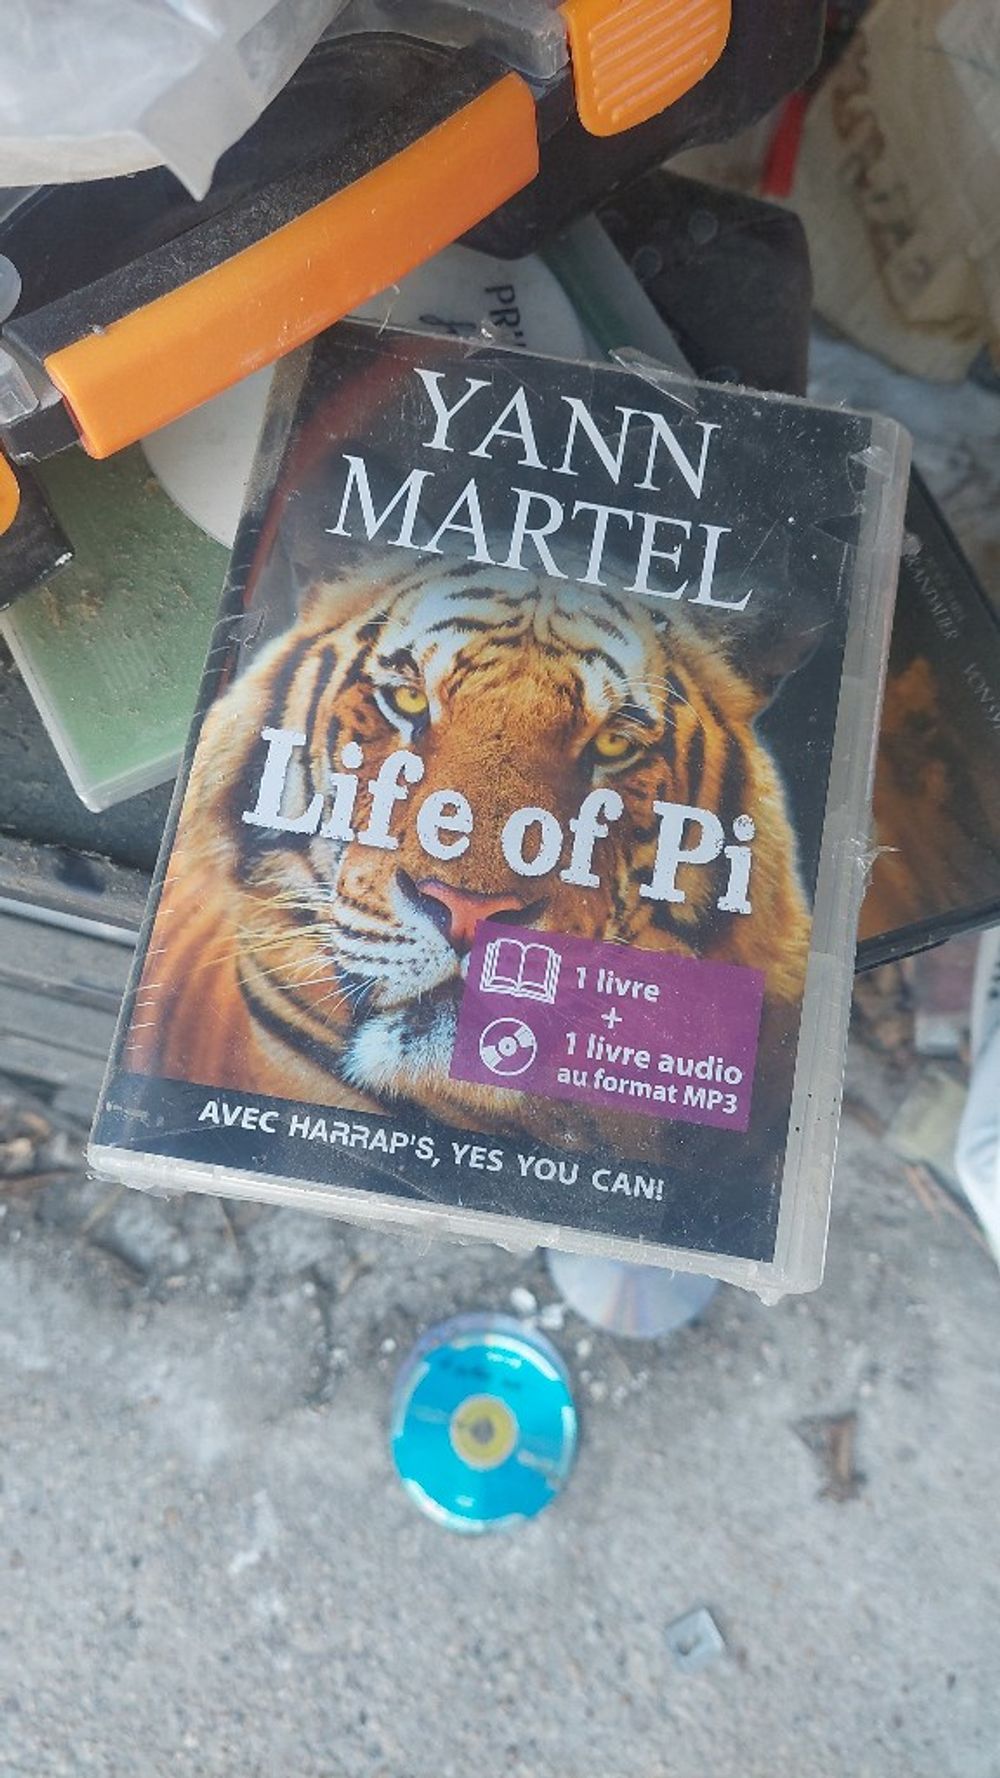 YANN
MARTEL
Life of Pi
1 livre
+
1 livre audio
au format MP3
AVEC HARRAP'S, YES YOU CAN!